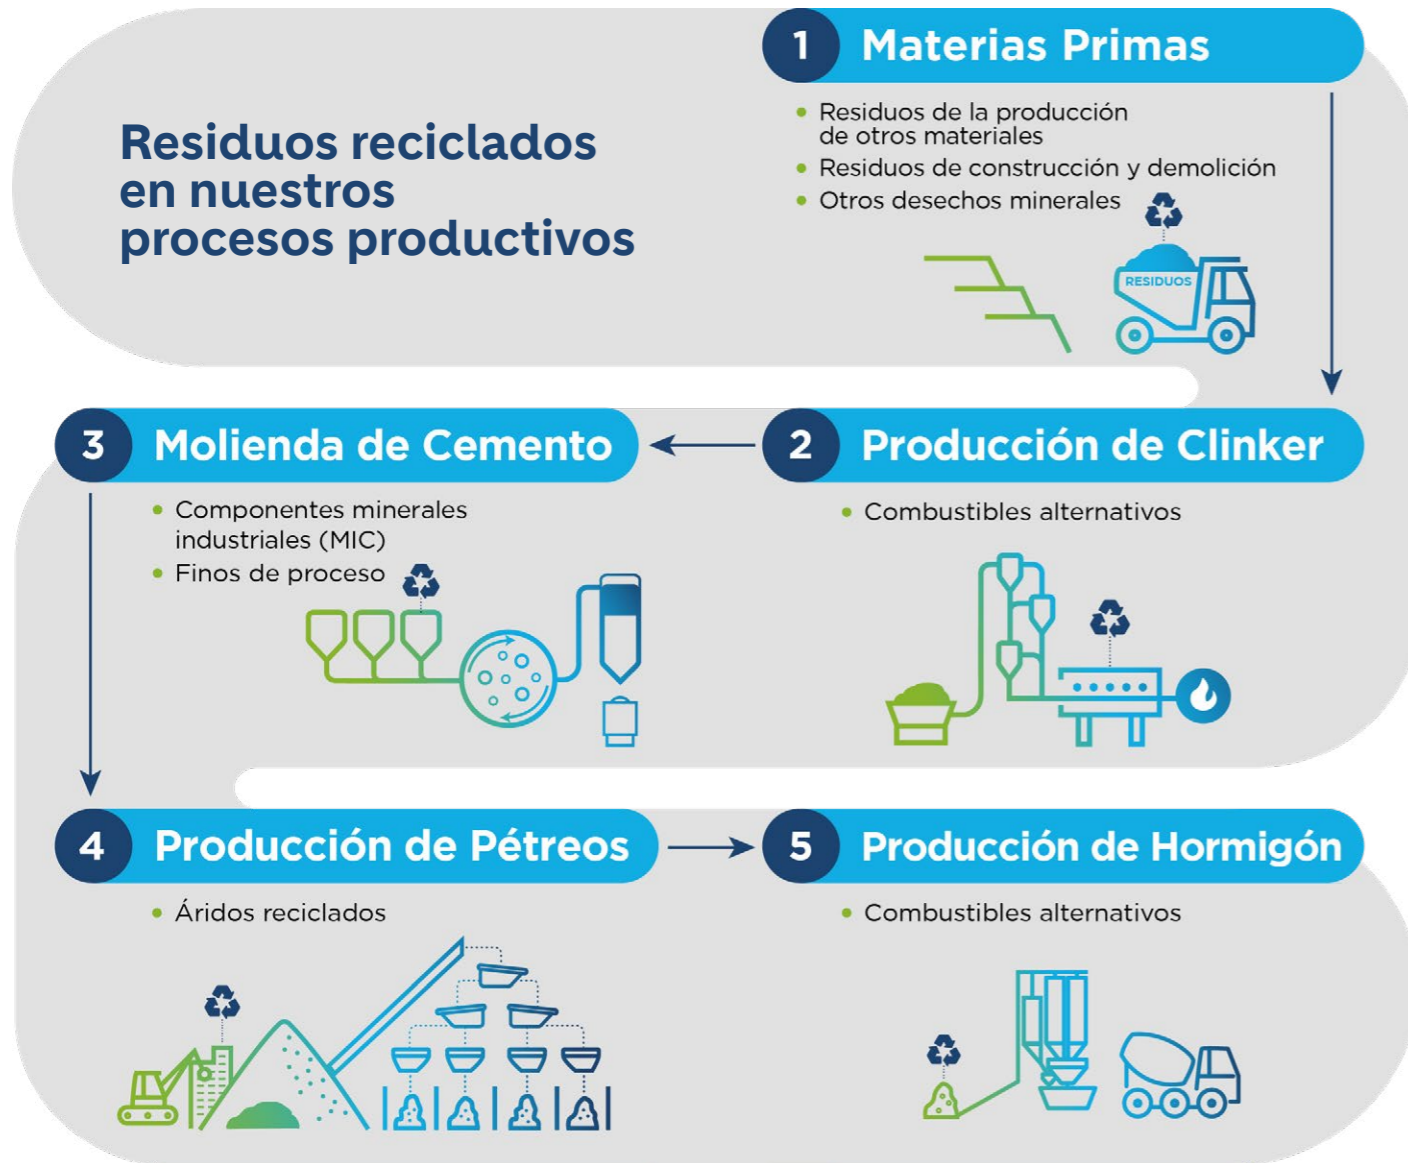 Residuos reciclados
en nuestros
procesos productivos
1 Materias Primas
• Residuos de la producción
de otros materiales
• Residuos de construcción y demolición
• Otros desechos minerales
RESIDUOS
2 Producción de Clinker
• Combustibles alternativos
3 Molienda de Cemento
• Componentes minerales
industriales (MIC)
• Finos de proceso
4 Producción de Pétreos
• Áridos reciclados
5 Producción de Hormigón
• Combustibles alternativos